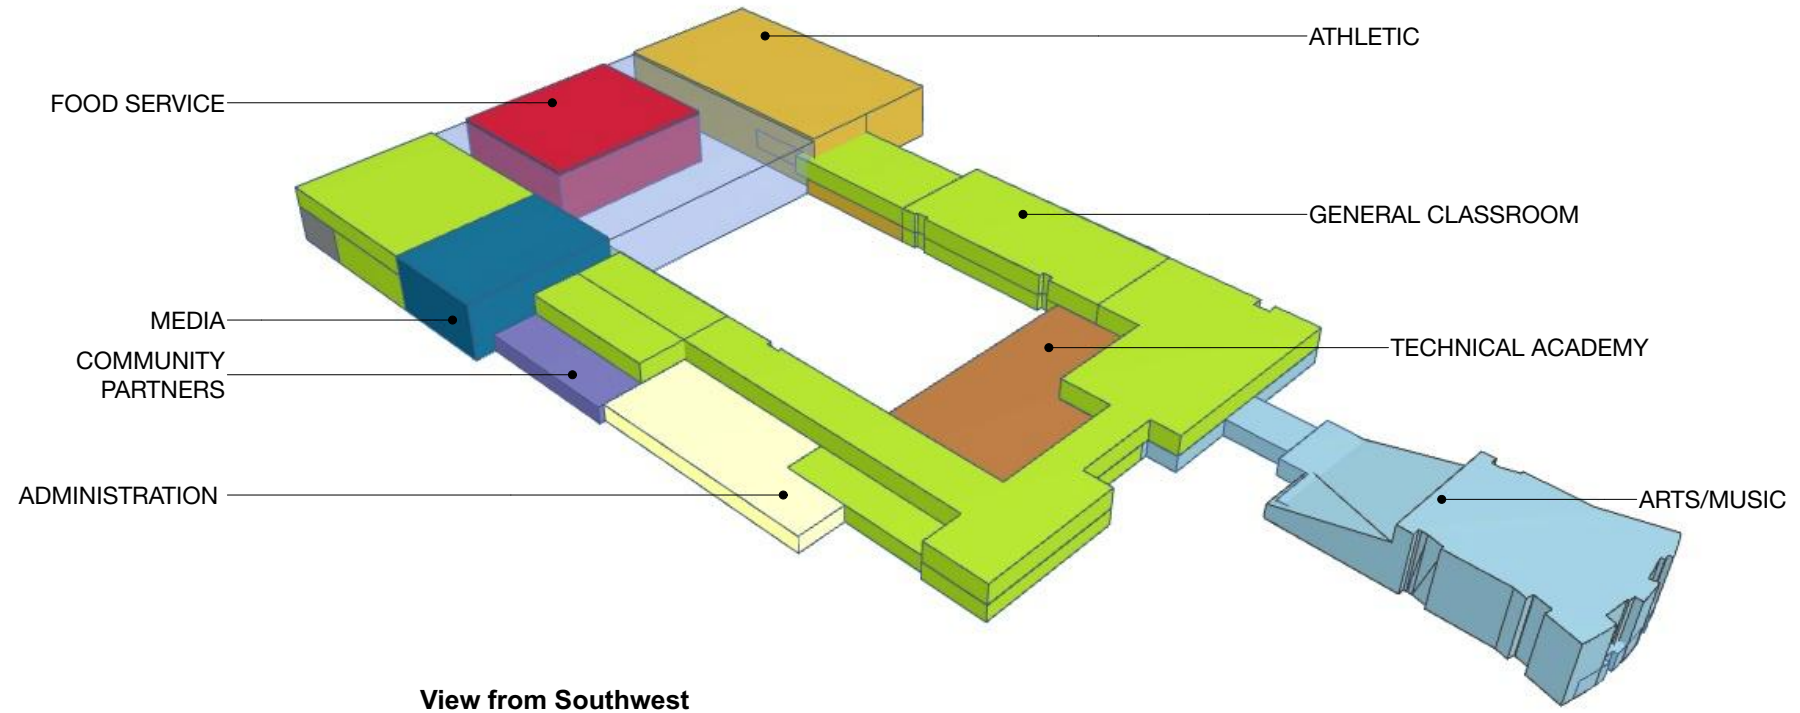 ATHLETIC
FOOD SERVICE
GENERAL CLASSROOM
MEDIA
TECHNICAL ACADEMY
COMMUNITY
PARTNERS
ADMINISTRATION
ARTS/MUSIC
View from Southwest